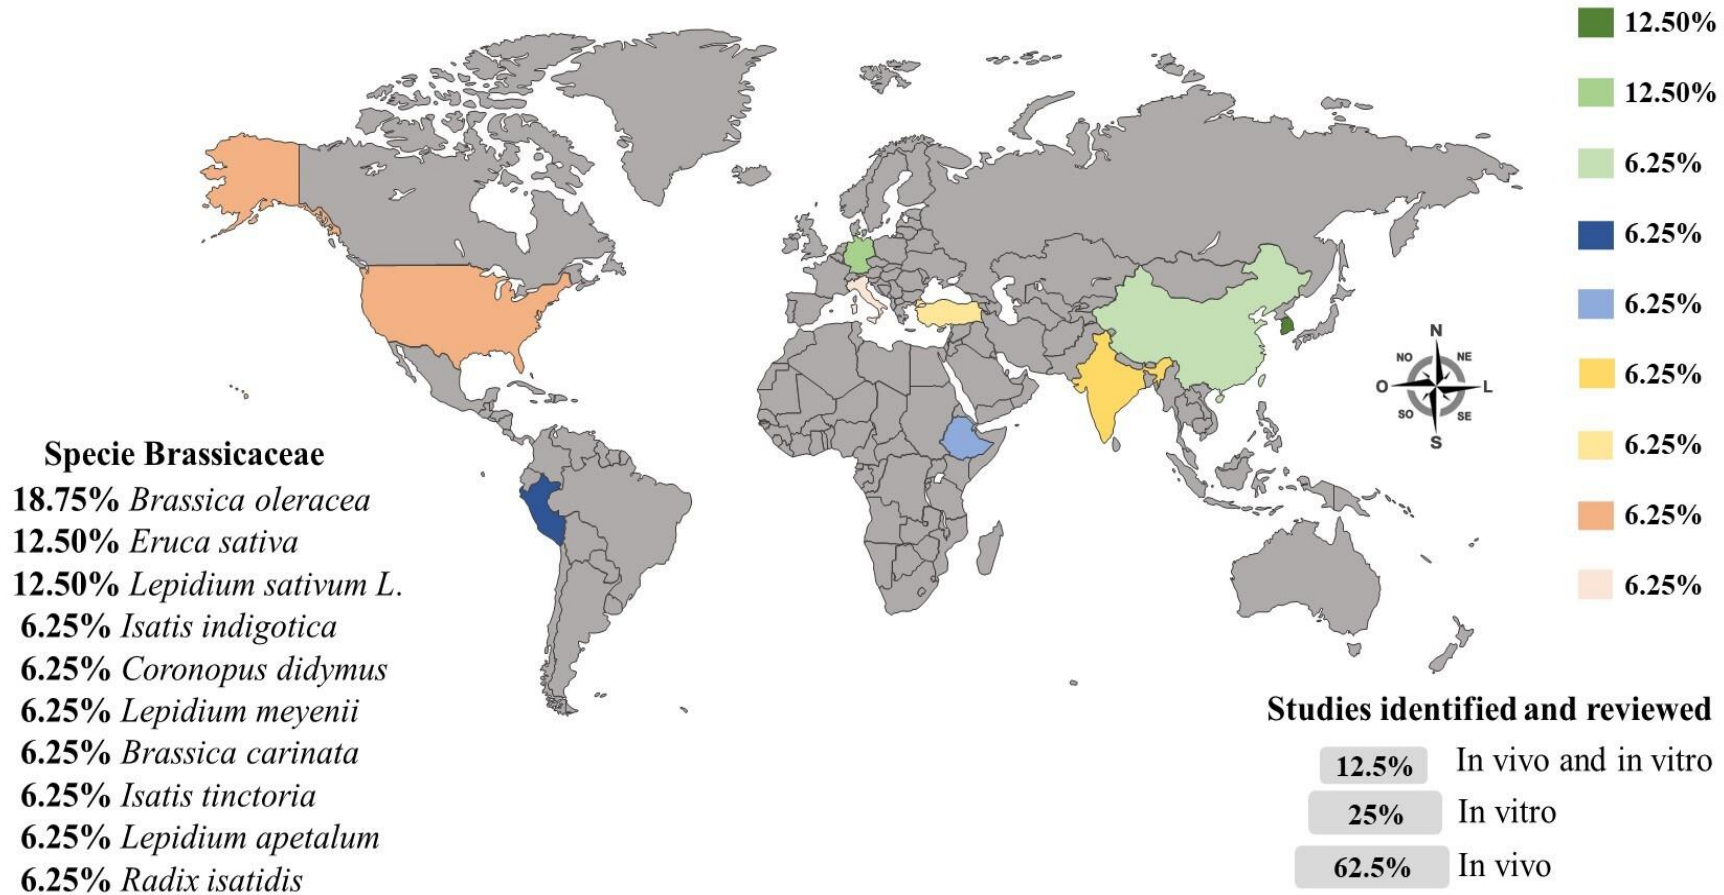 12.50%
12.50%
6.25%
6.25%
6.25%
6.25%
6.25%
6.25%
6.25%
N
NO NE
O L
SO SE
S
Specie Brassicaceae
18.75% Brassica oleracea
12.50% Eruca sativa
12.50% Lepidium sativum L.
6.25% Isatis indigotica
6.25% Coronopus didymus
6.25% Lepidium meyenii
6.25% Brassica carinata
6.25% Isatis tinctoria
6.25% Lepidium apetalum
6.25% Radix isatidis
Studies identified and reviewed
12.5% In vivo and in vitro
25% In vitro
62.5% In vivo